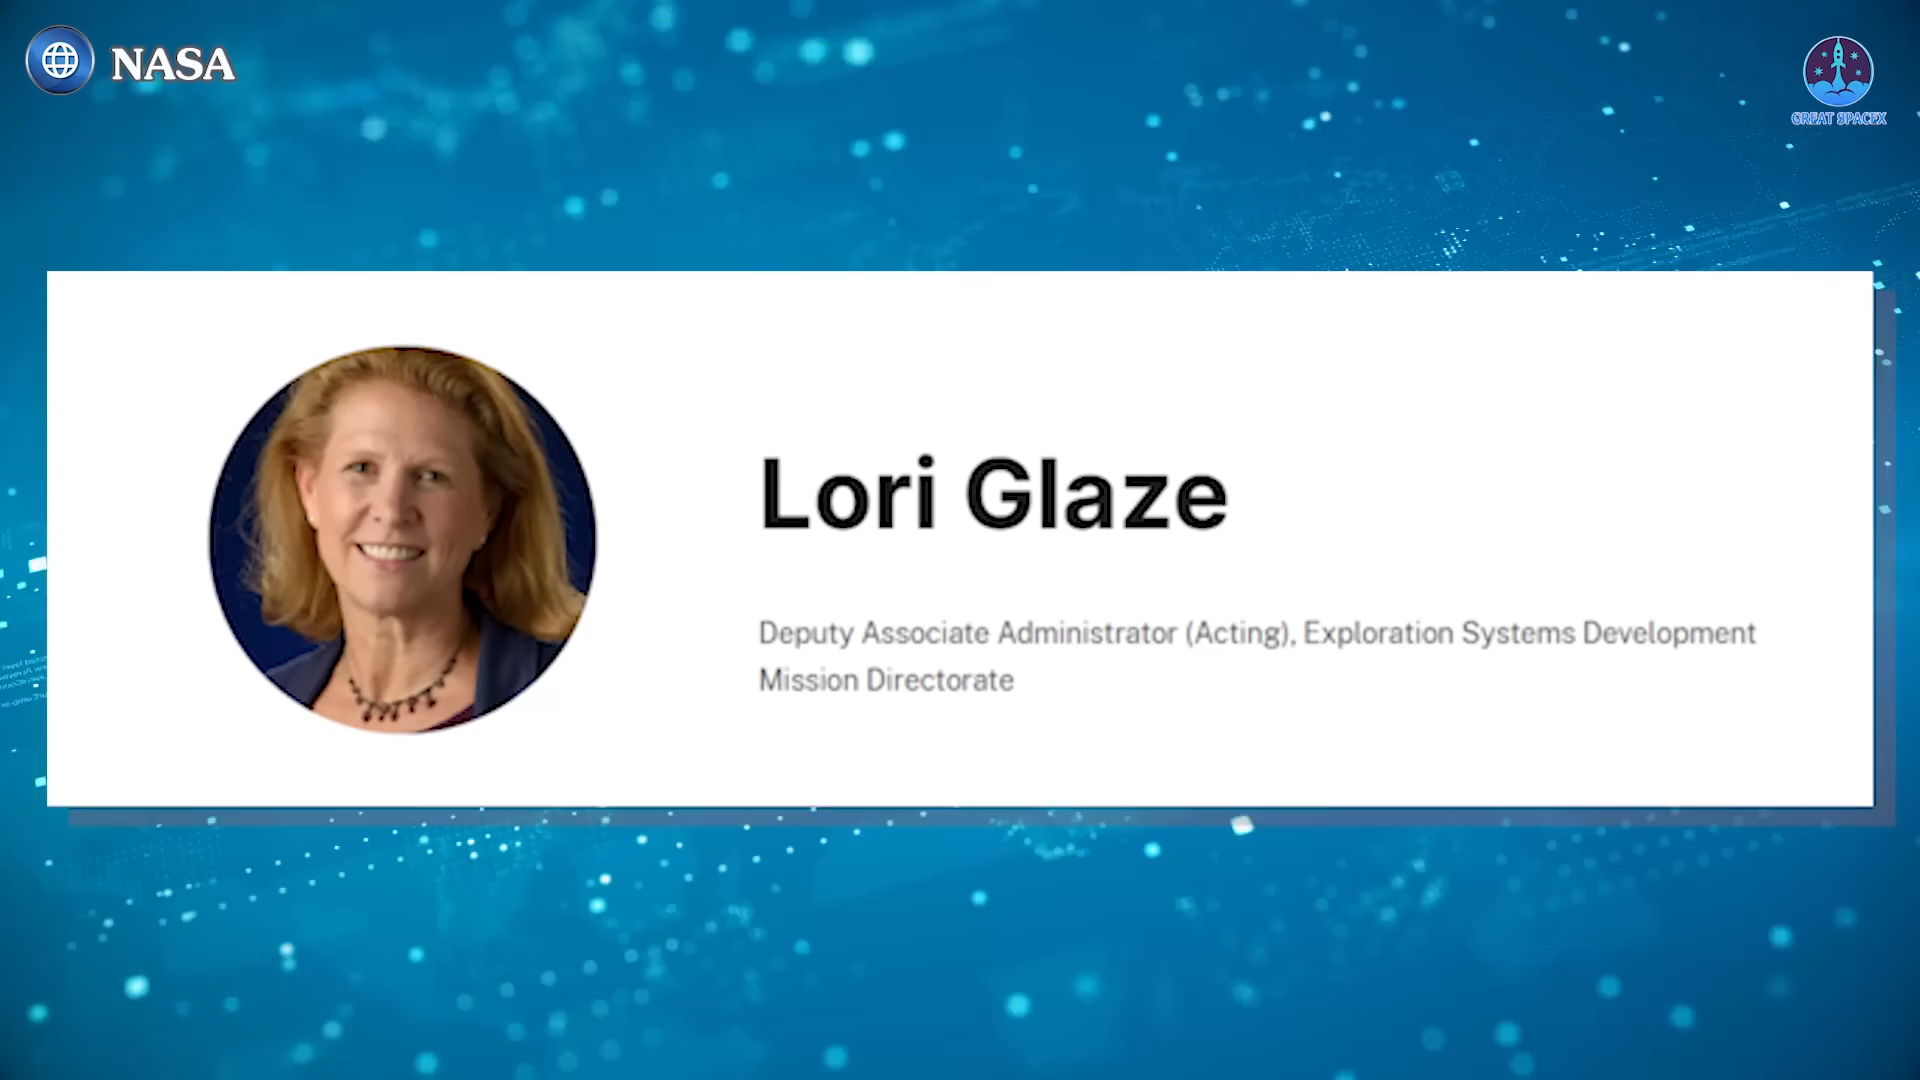 NASA
GREAT SPACEX
Lori Glaze
Deputy Associate Administrator (Acting), Exploration Systems Development
Mission Directorate